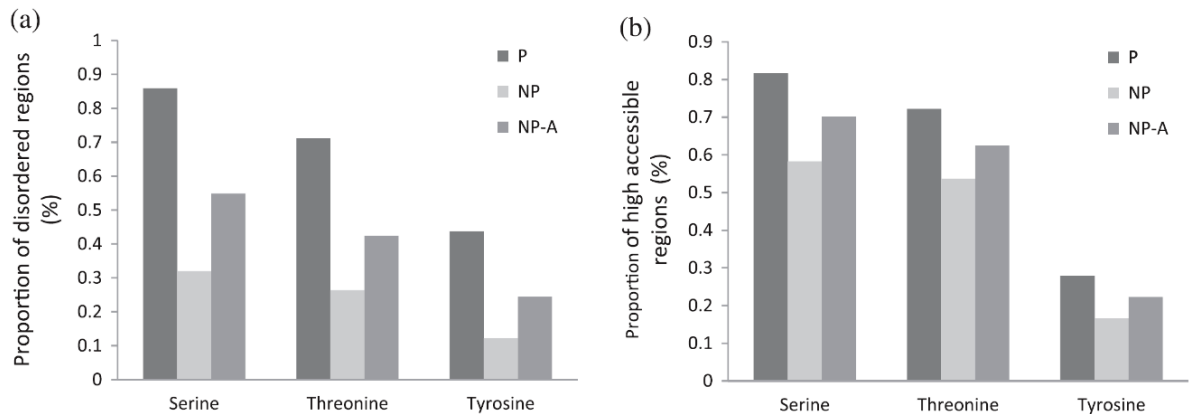 (a)
Proportion of disordered regions
(%)
1
0.9
0.8
0.7
0.6
0.5
0.4
0.3
0.2
0.1
0
P
NP
NP-A
Serine
Threonine
Tyrosine
(b)
Proportion of high accessible
regions (%)
0.9
0.8
0.7
0.6
0.5
0.4
0.3
0.2
0.1
0
P
NP
NP-A
Serine
Threonine
Tyrosine